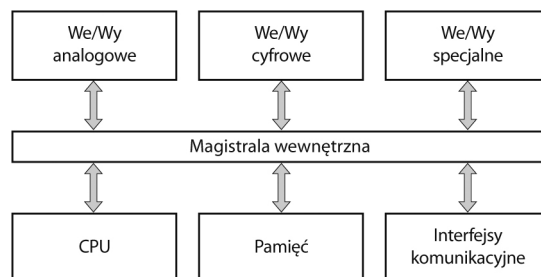 We/Wy
analogowe
We/Wy
cyfrowe
We/Wy
specjalne
Magistrala wewnętrzna
CPU
Pamięć
Interfejsy
komunikacyjne